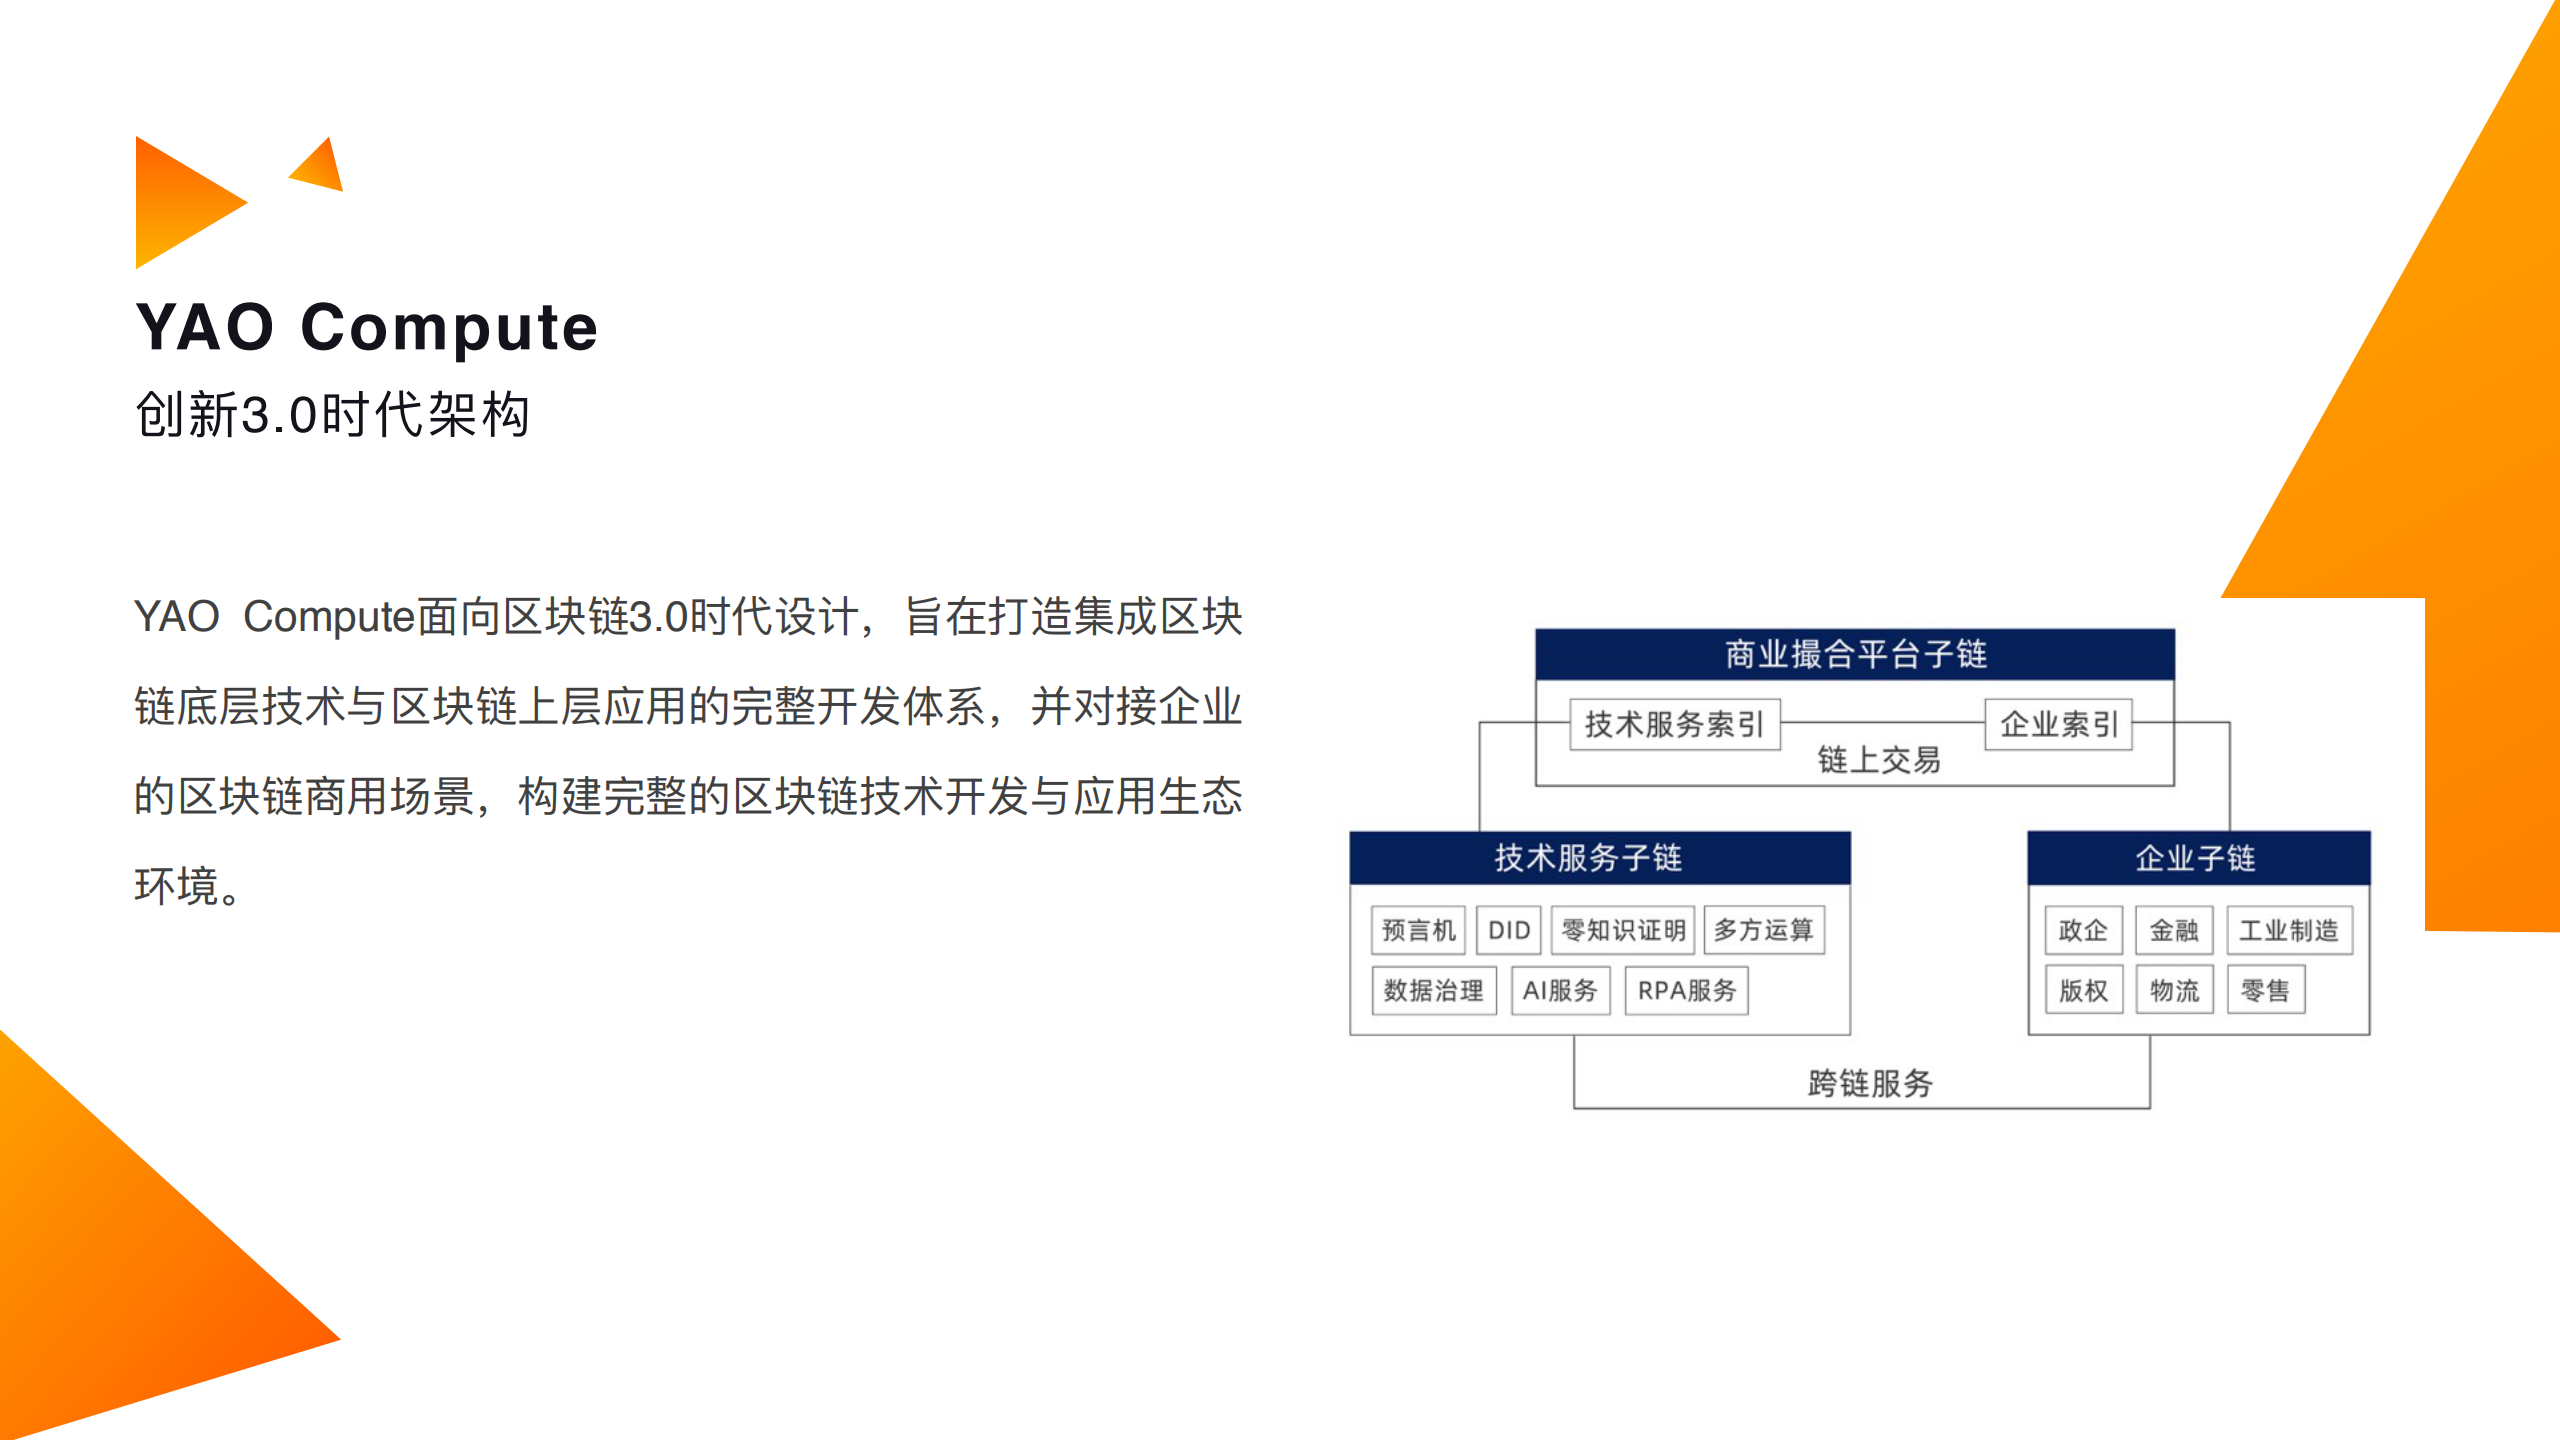 YAO Compute
创新3.0时代架构
YAO Compute面向区块链3.0时代设计，旨在打造集成区块
链底层技术与区块链上层应用的完整开发体系，并对接企业
的区块链商用场景，构建完整的区块链技术开发与应用生态
环境。
商业撮合平台子链
技术服务索引 企业索引
链上交易
技术服务子链
预言机 DID 零知识证明 多方运算
数据治理 AI服务 RPA服务
企业子链
政企 金融 工业制造
版权 物流 零售
跨链服务